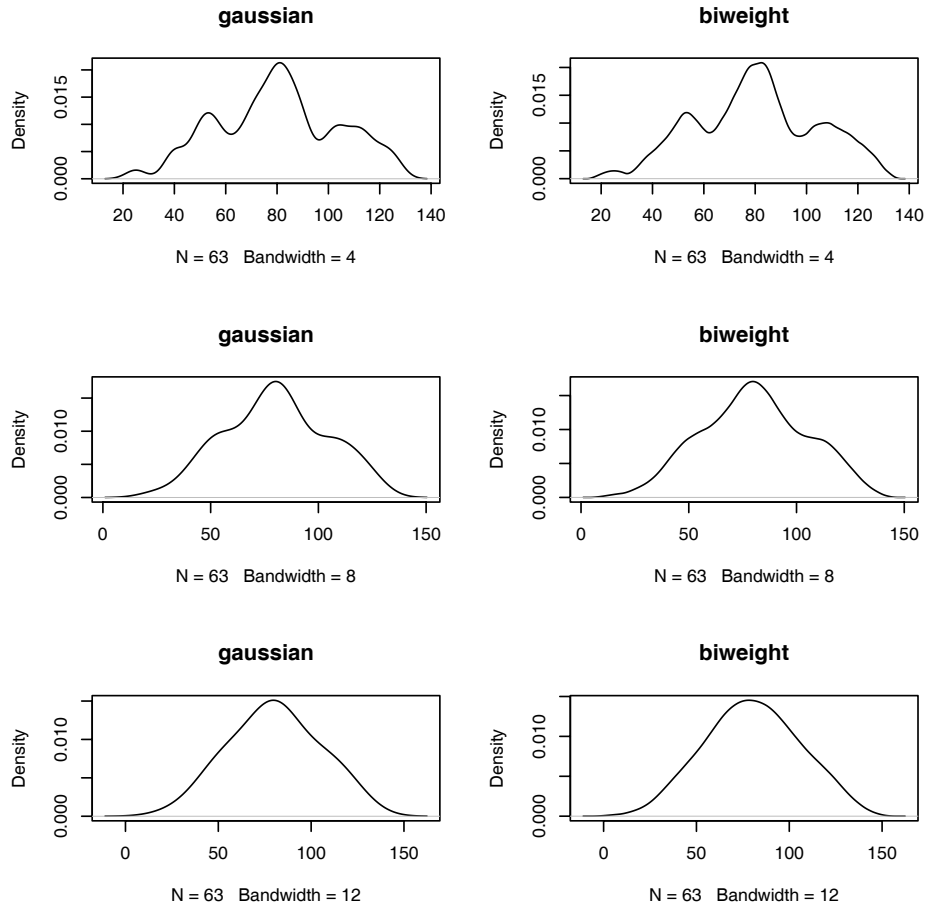 gaussian
Density
0.000 0.015
20 40 60 80 100 120 140
N = 63 Bandwidth = 4
biweight
Density
0.000 0.015
20 40 60 80 100 120 140
N = 63 Bandwidth = 4
gaussian
Density
0.000 0.010
0 50 100 150
N = 63 Bandwidth = 8
biweight
Density
0.000 0.010
0 50 100 150
N = 63 Bandwidth = 8
gaussian
Density
0.000 0.010
0 50 100 150
N = 63 Bandwidth = 12
biweight
Density
0.000 0.010
0 50 100 150
N = 63 Bandwidth = 12